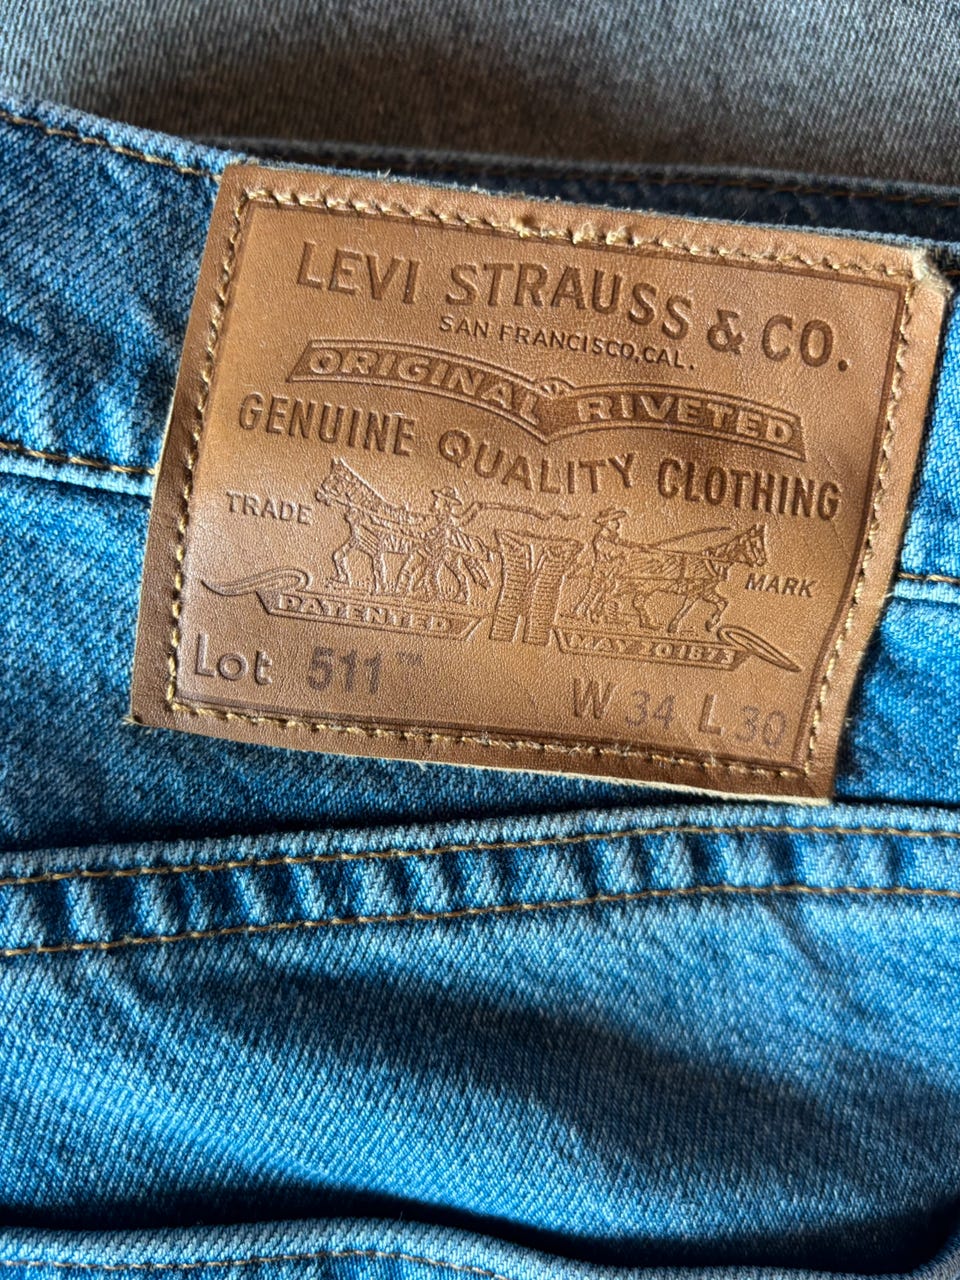 LEVI STRAUSS & CO.
SAN FRANCISCO, CAL.
ORIGINAL RIVETED
GENUINE QUALITY CLOTHING
TRADE MARK
PATENTED MAY 20 1873
Lot 511™ W 34 L 30